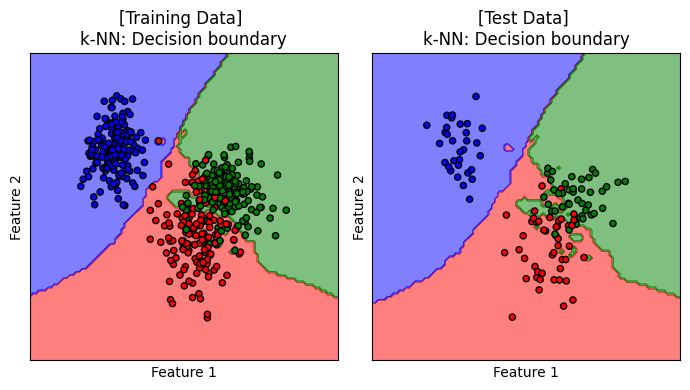 [Training Data]
k-NN: Decision boundary
Feature 2
Feature 1
[Test Data]
k-NN: Decision boundary
Feature 2
Feature 1